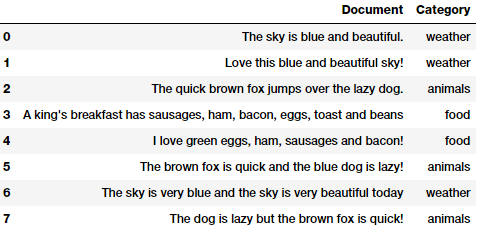 Document Category
0 The sky is blue and beautiful. weather
1 Love this blue and beautiful sky! weather
2 The quick brown fox jumps over the lazy dog. animals
3 A king's breakfast has sausages, ham, bacon, eggs, toast and beans food
4 I love green eggs, ham, sausages and bacon! food
5 The brown fox is quick and the blue dog is lazy! animals
6 The sky is very blue and the sky is very beautiful today weather
7 The dog is lazy but the brown fox is quick! animals